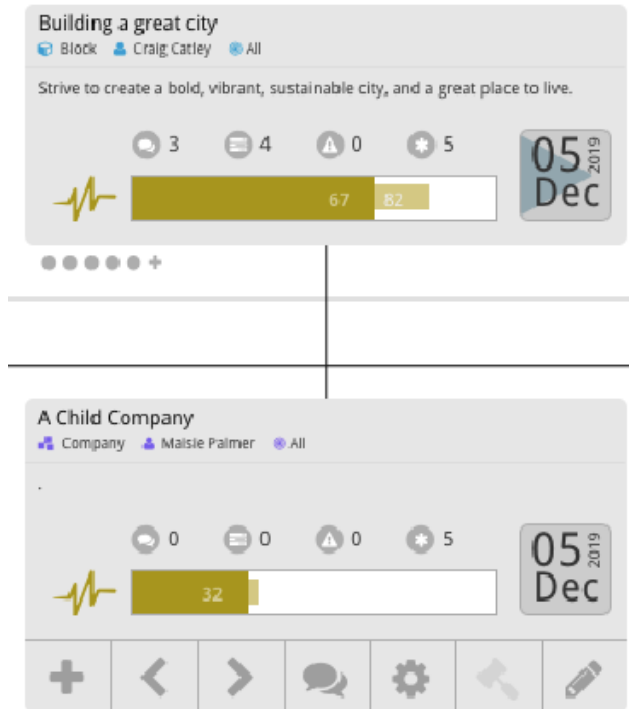 Building a great city
Block Craig Catley All
Strive to create a bold, vibrant, sustainable city, and a great place to live.
3 4 0 5
67 82
05 2019
Dec
A Child Company
Company Maisie Palmer All
.
0 0 0 5
32
05 2019
Dec